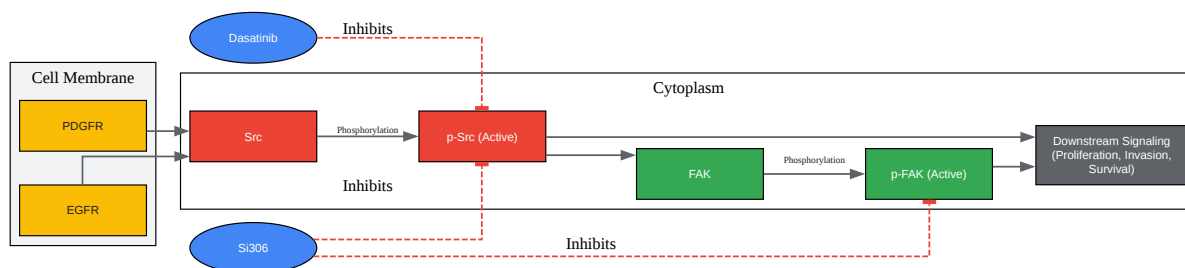 Dasatinib
Inhibits
Cell Membrane
Cytoplasm
PDGFR
Src
Phosphorylation
p-Src (Active)
Downstream Signaling
(Proliferation, Invasion,
Survival)
FAK
Phosphorylation
p-FAK (Active)
EGFR
Inhibits
Si306
Inhibits